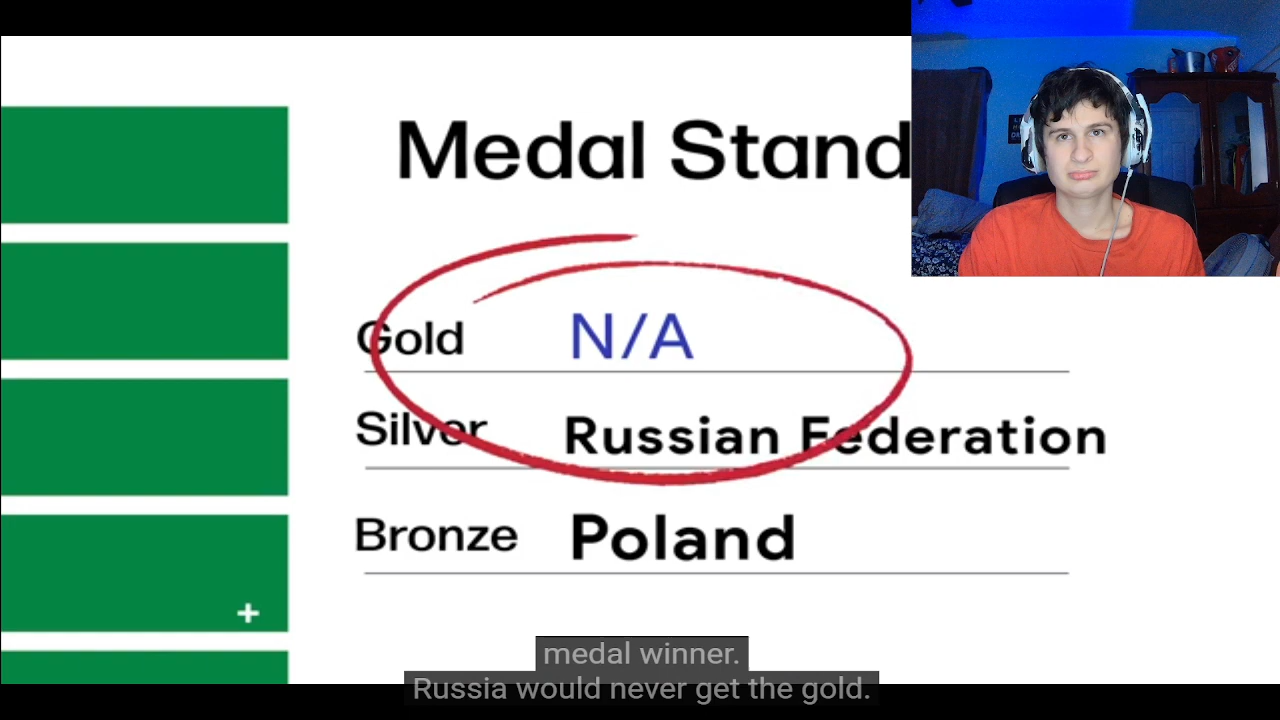 Medal Stand
Gold N/A
Silver Russian Federation
Bronze Poland
+
medal winner.
Russia would never get the gold.